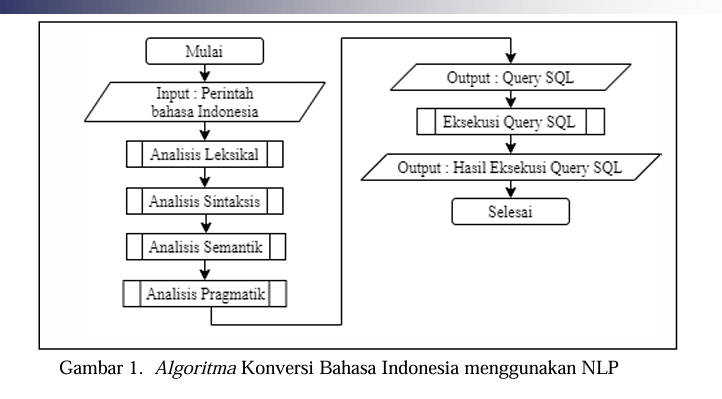 Mulai
Input : Perintah
bahasa Indonesia
Analisis Leksikal
Analisis Sintaksis
Analisis Semantik
Analisis Pragmatik
Output : Query SQL
Eksekusi Query SQL
Output : Hasil Eksekusi Query SQL
Selesai
Gambar 1. Algoritma Konversi Bahasa Indonesia menggunakan NLP